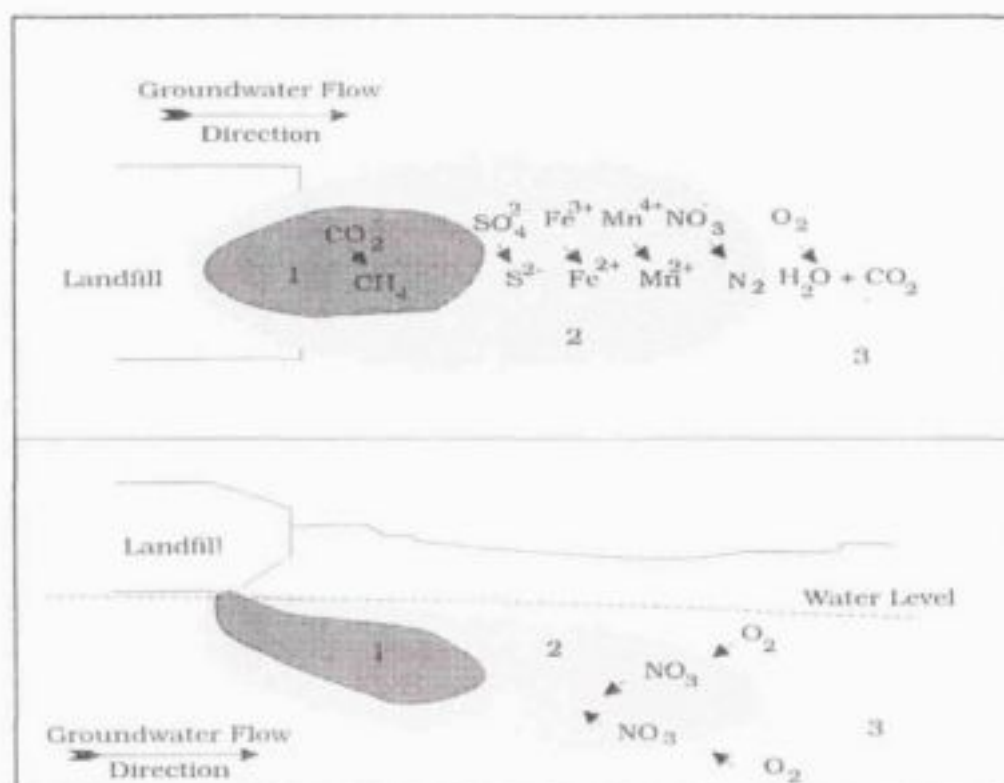 Groundwater Flow
Direction
SO₄²⁻ Fe³⁺ Mn⁴⁺ NO₃ O₂
CO₂
Landfill 1 CH₄ S²⁻ Fe²⁺ Mn²⁺ N₂ H₂O + CO₂
2
3
Landfill
Water Level
1 2 O₂
NO₃
NO₃ 3
Groundwater Flow
Direction O₂